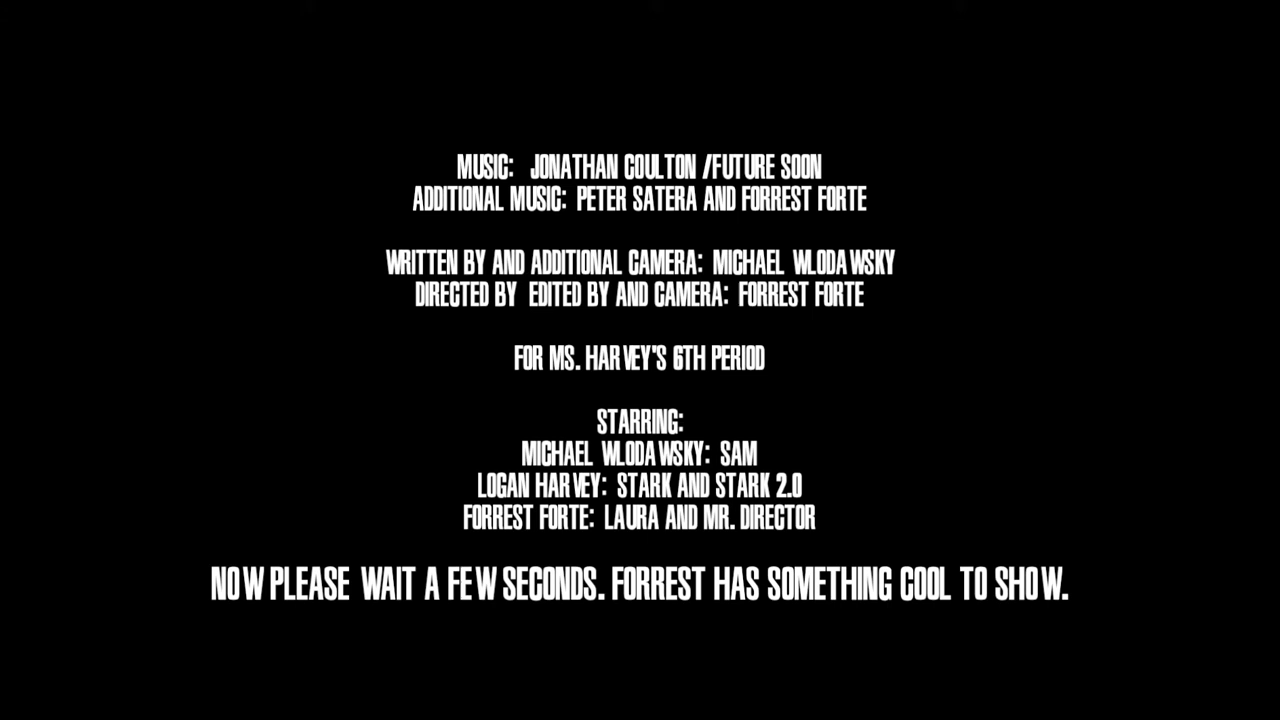 MUSIC: JONATHAN COULTON /FUTURE SOON
ADDITIONAL MUSIC: PETER SATERA AND FORREST FORTE
WRITTEN BY AND ADDITIONAL CAMERA: MICHAEL WLODAWSKY
DIRECTED BY EDITED BY AND CAMERA: FORREST FORTE
FOR MS. HARVEY'S 6TH PERIOD
STARRING:
MICHAEL WLODAWSKY: SAM
LOGAN HARVEY: STARK AND STARK 2.0
FORREST FORTE: LAURA AND MR. DIRECTOR
NOW PLEASE WAIT A FEW SECONDS. FORREST HAS SOMETHING COOL TO SHOW.